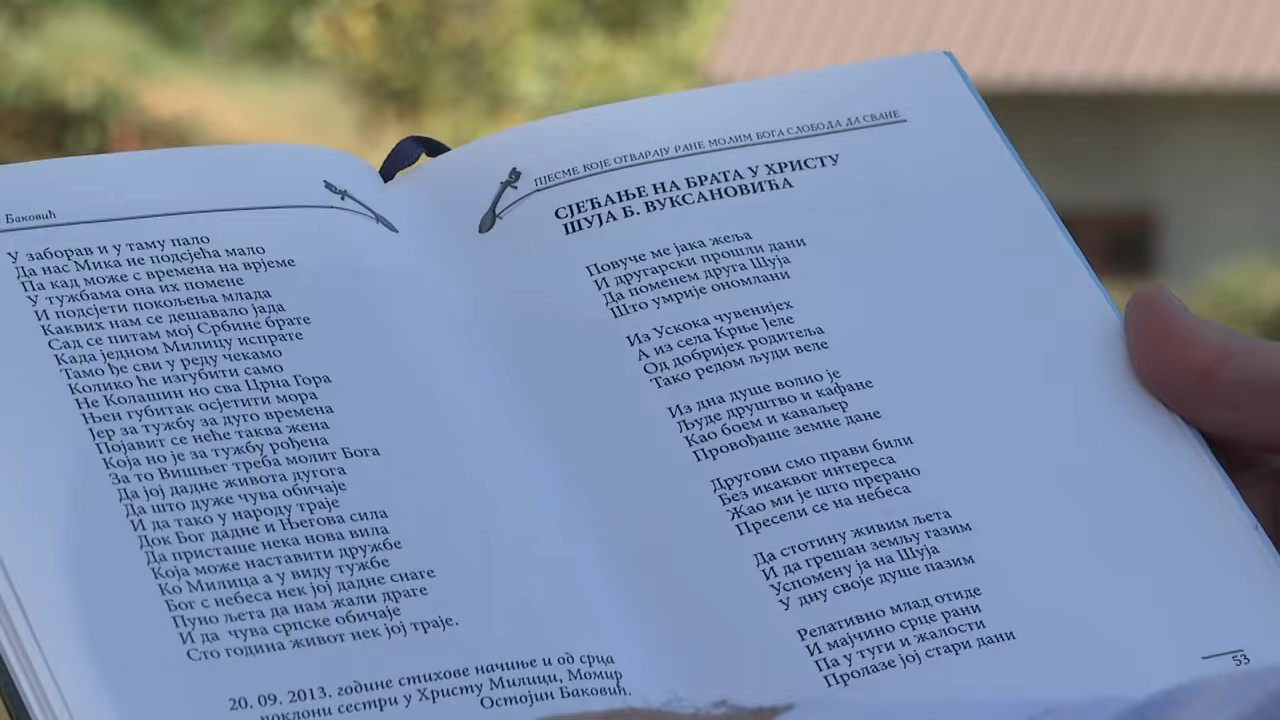 Баковић
У заборав и у таму пало
Да нас Мика не подсјећа мало
Па кад може с времена на врјеме
У тужбама она их помене
И подсјети покољења млада
Каквих нам се дешавало јада
Сад се питам мој Србине брате
Када једном Милицу испрате
Тамо ђе сви у реду чекамо
Колико ће изгубити само
Не Колашин но сва Црна Гора
Њен губитак осјетити мора
Јер за тужбу за дуго времена
Појавит се неће таква жена
Која но је за тужбу рођена
За то Вишњег треба молит Бога
Да јој дадне живота дугога
Да што дуже чува обичаје
И да тако у народу траје
Док Бог дадне и Његова сила
Да присташе нека нова вила
Која може наставити дружбе
Ко Милица а у виду тужбе
Бог с небеса нек јој дадне снаге
Пуно љета да нам жали драге
И да чува српске обичаје
Сто година живот нек јој траје.
20. 09. 2013. године стихове начиње и од срца
поклони сестри у Христу Милици, Момир
Остојин Баковић.
ПЈЕСМЕ КОЈЕ ОТВАРАЈУ РАНЕ МОЛИМ БОГА СЛОБОДА ДА СВАНЕ
СЈЕЋАЊЕ НА БРАТА У ХРИСТУ
ШУЈА Б. ВУКСАНОВИЋА
Повуче ме јака жеља
И другарски прошли дани
Да поменем друга Шуја
Што умрије ономлани
Из Ускока чувенијех
А из села Крње Јеле
Од добријех родитеља
Тако редом људи веле
Из дна душе волио је
Људе друштво и кафане
Као боем и каваљер
Провођаше земне дане
Другови смо прави били
Без икаквог интереса
Жао ми је што прерано
Пресели се на небеса
Да стотину живим љета
И да грешан земљу газим
Успомену ја на Шуја
У дну своје душе пазим
Релативно млад отиде
И мајчино срце рани
Па у туги и жалости
Пролазе јој стари дани
53